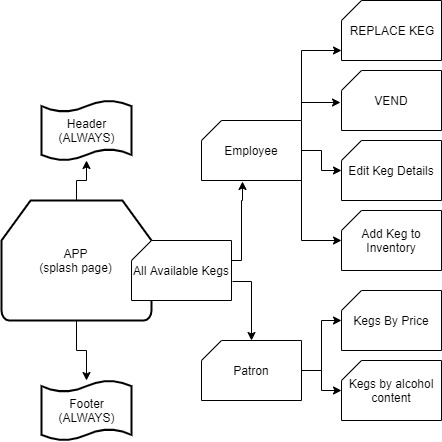 REPLACE KEG
VEND
Header
(ALWAYS)
Employee
Edit Keg Details
Add Keg to
Inventory
APP
(splash page)
All Available Kegs
Kegs By Price
Patron
Kegs by alcohol
content
Footer
(ALWAYS)